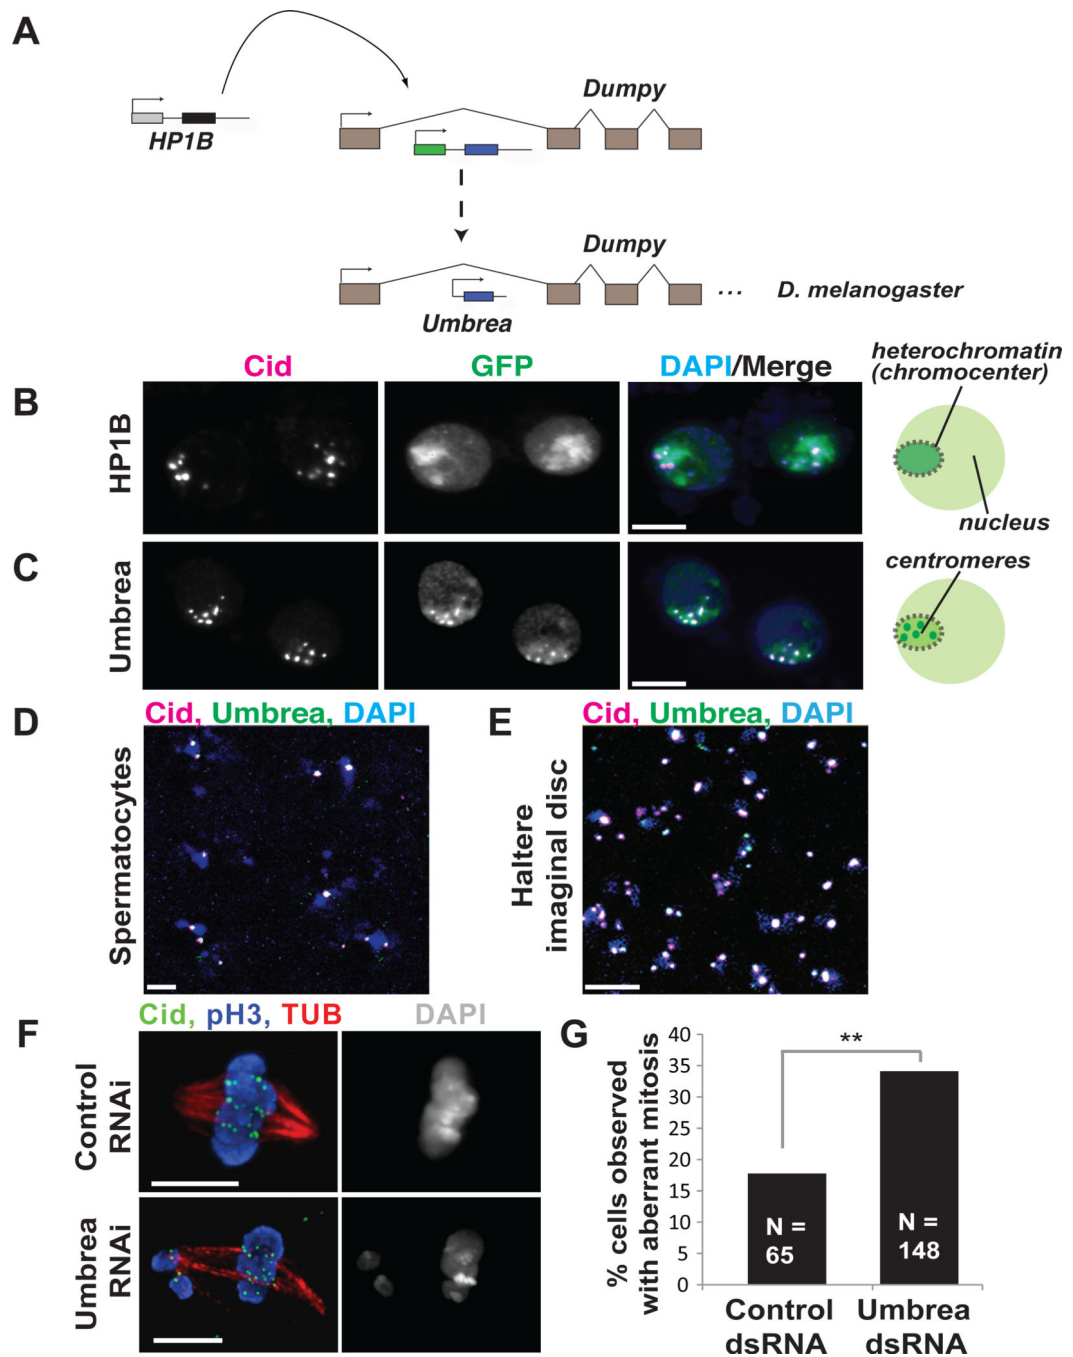 A
HP1B
Dumpy
Dumpy
Umbrea
... D. melanogaster
Cid
GFP
DAPI/Merge
heterochromatin
(chromocenter)
B
HP1B
nucleus
C
Umbrea
centromeres
D
Cid, Umbrea, DAPI
Spermatocytes
E
Cid, Umbrea, DAPI
Haltere
imaginal disc
F
Cid, pH3, TUB
DAPI
Control
RNAi
Umbrea
RNAi
G
% cells observed
with aberrant mitosis
40
35
30
25
20
15
10
5
0
**
N =
65
N =
148
Control
dsRNA
Umbrea
dsRNA